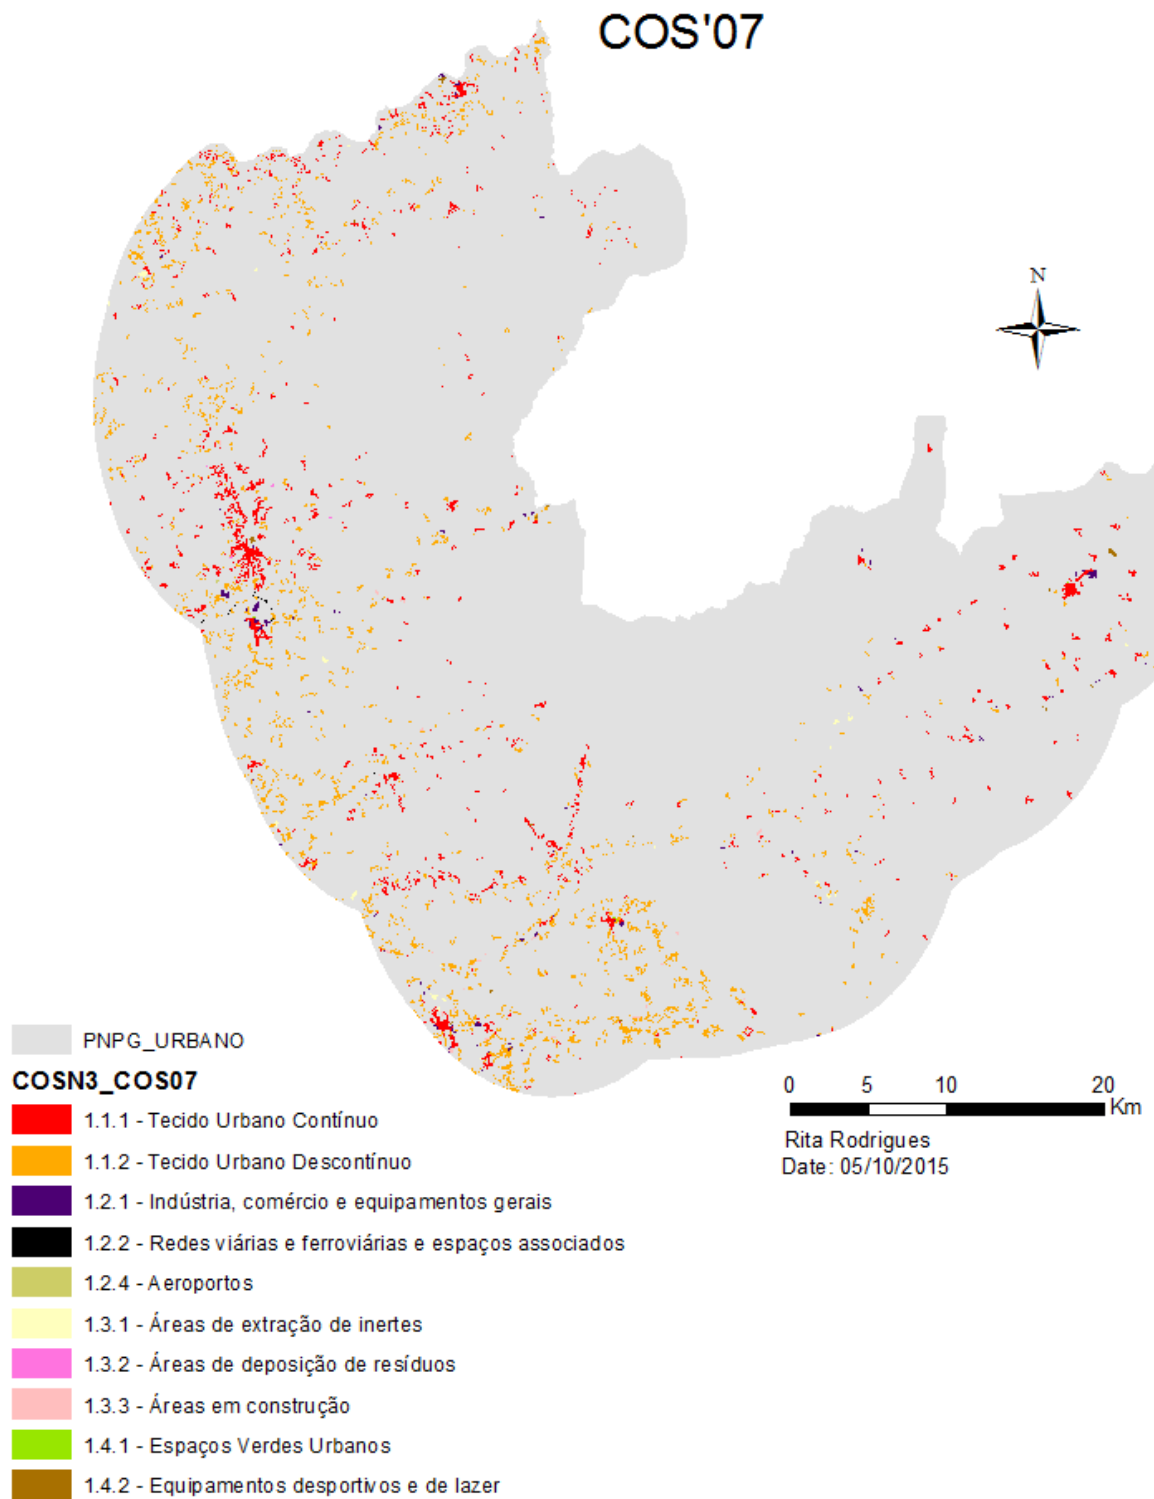 COS'07
N
PNPG_URBANO
COSN3_COS07
1.1.1 - Tecido Urbano Contínuo
1.1.2 - Tecido Urbano Descontínuo
1.2.1 - Indústria, comércio e equipamentos gerais
1.2.2 - Redes viárias e ferroviárias e espaços associados
1.2.4 - Aeroportos
1.3.1 - Áreas de extração de inertes
1.3.2 - Áreas de deposição de resíduos
1.3.3 - Áreas em construção
1.4.1 - Espaços Verdes Urbanos
1.4.2 - Equipamentos desportivos e de lazer
0 5 10 20
Km
Rita Rodrigues
Date: 05/10/2015